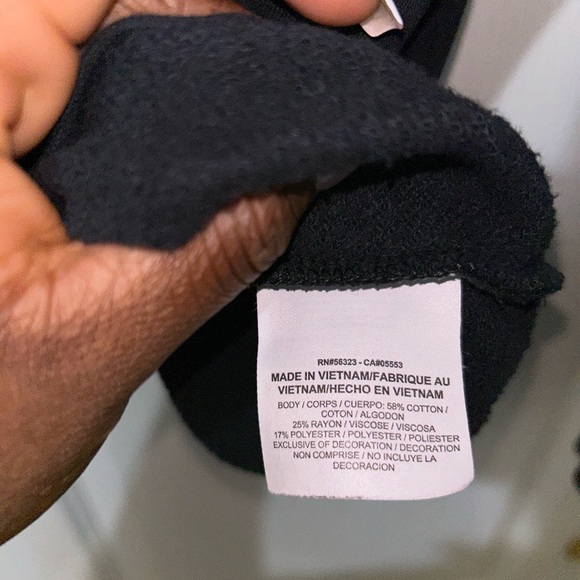 RN#56323 - CA#05553
MADE IN VIETNAM/FABRIQUE AU
VIETNAM/HECHO EN VIETNAM
BODY / CORPS / CUERPO: 58% COTTON /
COTON / ALGODON
25% RAYON / VISCOSE / VISCOSA
17% POLYESTER / POLYESTER / POLIESTER
EXCLUSIVE OF DECORATION / DECORATION
NON COMPRISE / NO INCLUYE LA
DECORACION